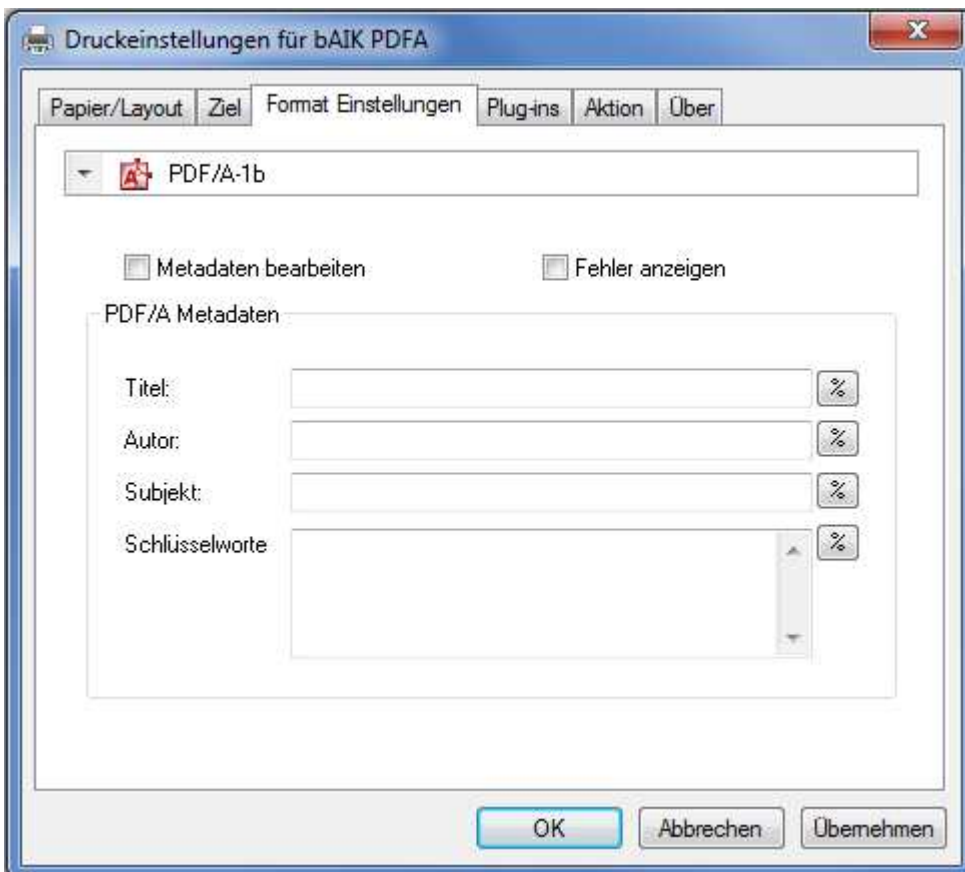 Druckeinstellungen für bAIK PDFA
Papier/Layout Ziel Format Einstellungen Plug-ins Aktion Über
PDF/A-1b
Metadaten bearbeiten Fehler anzeigen
PDF/A Metadaten
Titel: %
Autor: %
Subjekt: %
Schlüsselworte %
OK Abbrechen Übernehmen